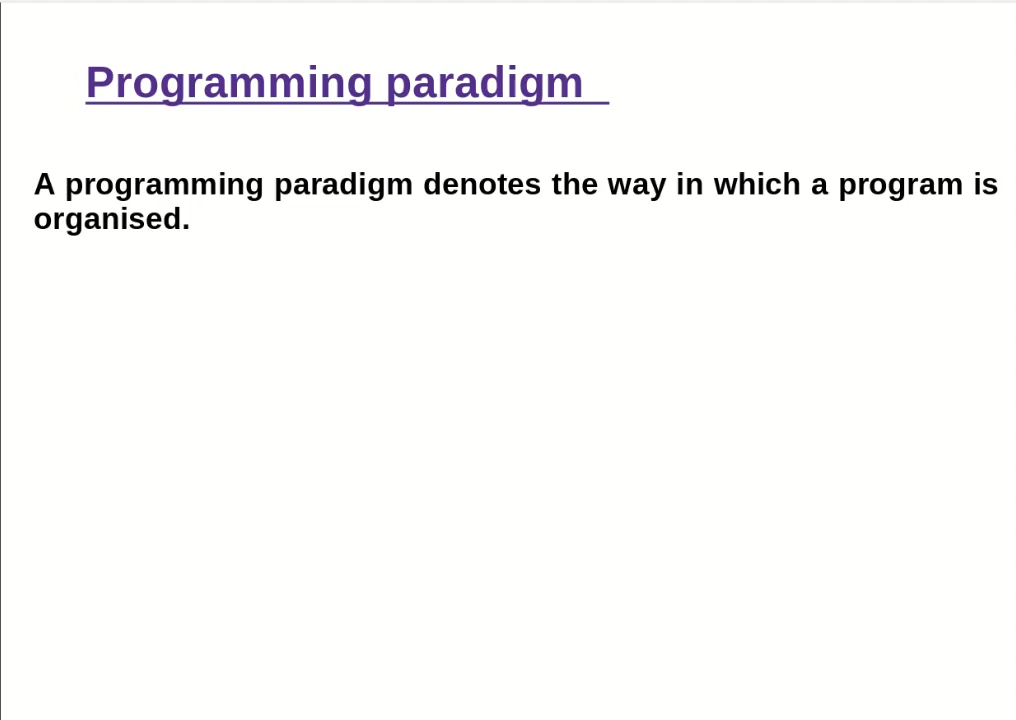 Programming paradigm
A programming paradigm denotes the way in which a program is
organised.